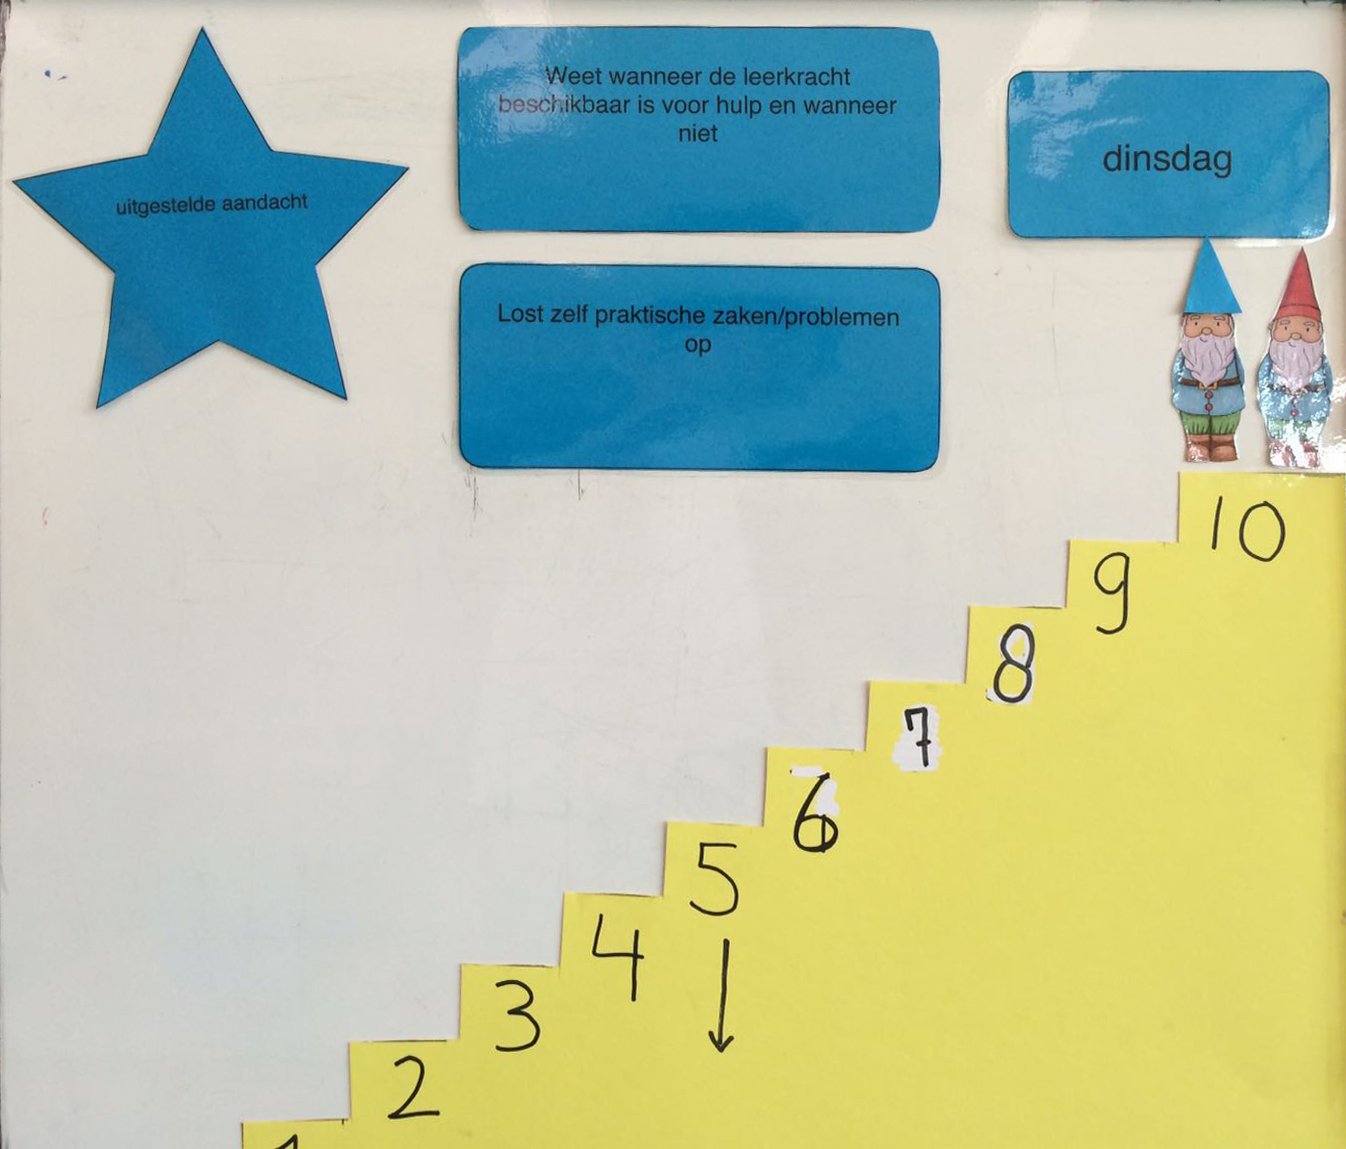 uitgestelde aandacht
Weet wanneer de leerkracht
beschikbaar is voor hulp en wanneer
niet
Lost zelf praktische zaken/problemen
op
dinsdag
10
9
8
7
6
5
4
3
2
1